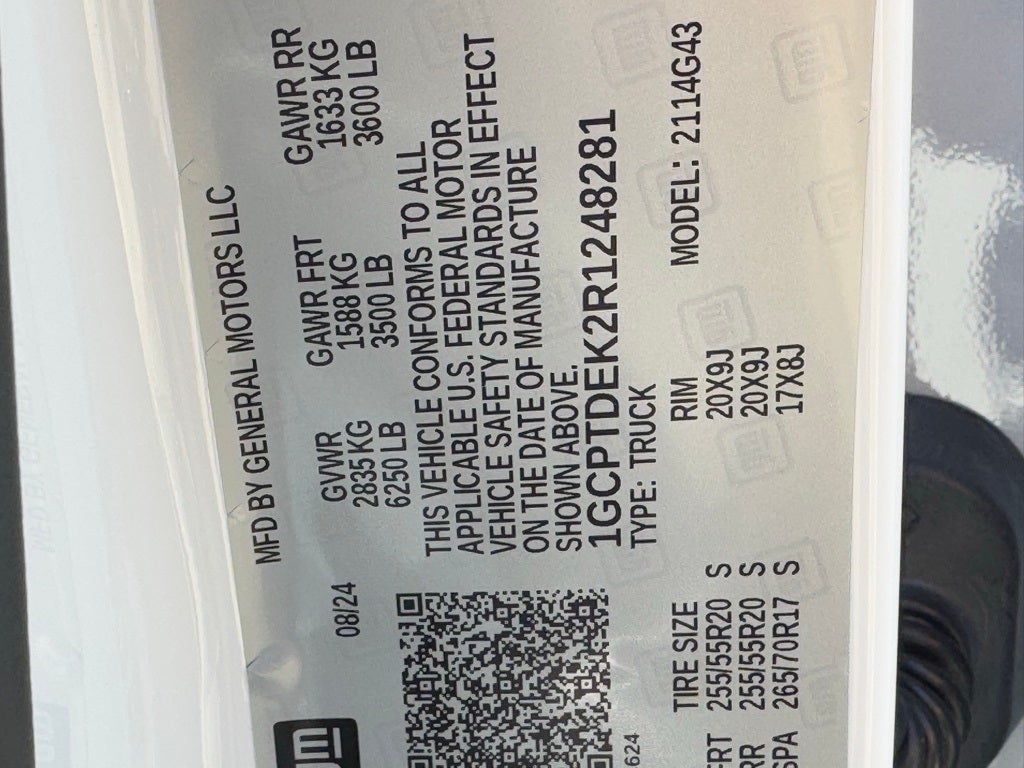 MFD BY GENERAL MOTORS LLC
08/24 GVWR GAWR FRT GAWR RR
2835 KG 1588 KG 1633 KG
6250 LB 3500 LB 3600 LB
THIS VEHICLE CONFORMS TO ALL
APPLICABLE U.S. FEDERAL MOTOR
VEHICLE SAFETY STANDARDS IN EFFECT
ON THE DATE OF MANUFACTURE
SHOWN ABOVE.
1GCPTDEK2R1248281
TYPE: TRUCK
624
TIRE SIZE RIM MODEL: 2114G43
FRT 255/55R20 S 20X9J
RR 255/55R20 S 20X9J
SPA 265/70R17 S 17X8J